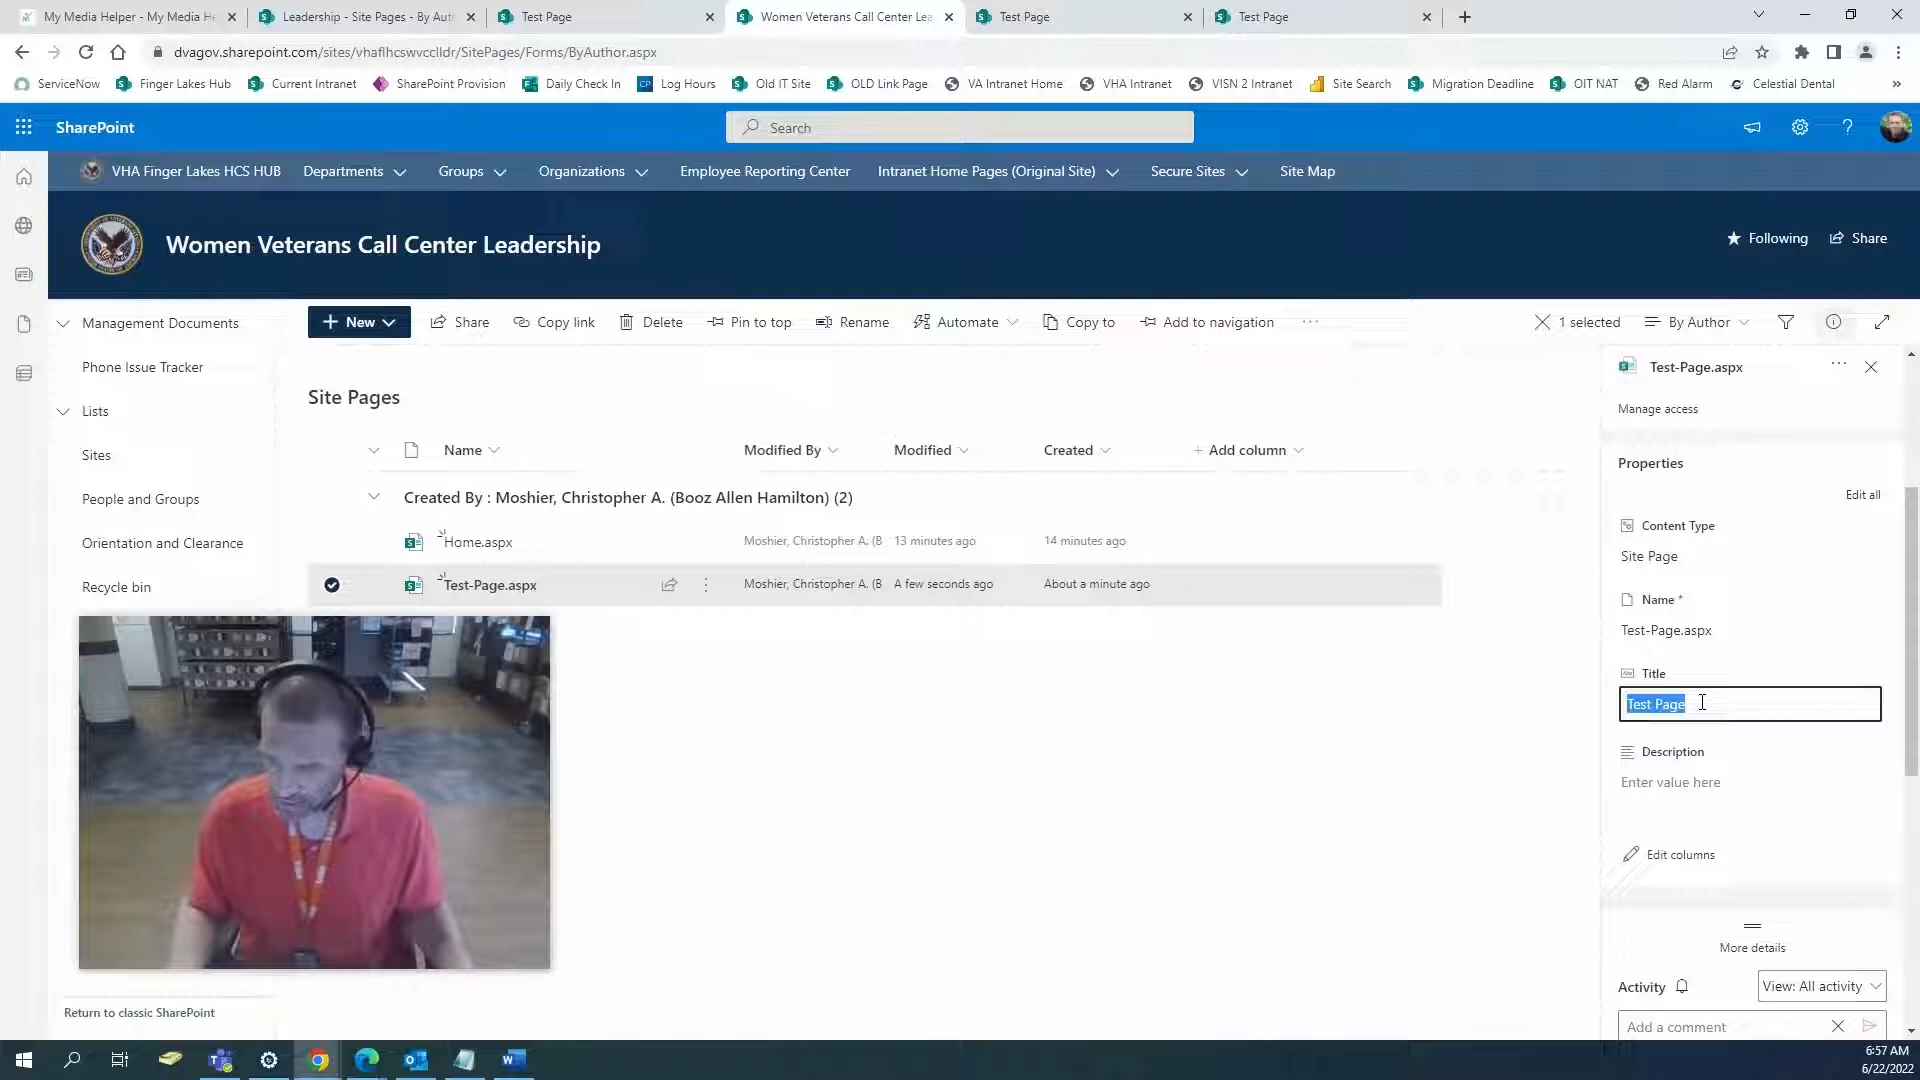 My Media Helper - My Media H
Leadership - Site Pages - By Aut
Test Page
Women Veterans Call Center Lea
Test Page
Test Page
dvagov.sharepoint.com/sites/vhaflhcswvcclldr/SitePages/Forms/ByAuthor.aspx
ServiceNow
Finger Lakes Hub
Current Intranet
SharePoint Provision
Daily Check In
CP
Log Hours
Old IT Site
OLD Link Page
VA Intranet Home
VHA Intranet
VISN 2 Intranet
Site Search
Migration Deadline
OIT NAT
Red Alarm
Celestial Dental
SharePoint
Search
VHA Finger Lakes HCS HUB
Departments
Groups
Organizations
Employee Reporting Center
Intranet Home Pages (Original Site)
Secure Sites
Site Map
Women Veterans Call Center Leadership
Following
Share
Management Documents
Phone Issue Tracker
Lists
Sites
People and Groups
Orientation and Clearance
Recycle bin
Return to classic SharePoint
New
Share
Copy link
Delete
Pin to top
Rename
Automate
Copy to
Add to navigation
1 selected
By Author
Site Pages
Name
Modified By
Modified
Created
+ Add column
Created By : Moshier, Christopher A. (Booz Allen Hamilton) (2)
Home.aspx
Moshier, Christopher A. (B
13 minutes ago
14 minutes ago
Test-Page.aspx
Moshier, Christopher A. (B
A few seconds ago
About a minute ago
Test-Page.aspx
Manage access
Properties
Edit all
Content Type
Site Page
Name *
Test-Page.aspx
Title
Test Page
Description
Enter value here
Edit columns
More details
Activity
View: All activity
Add a comment
6:57 AM
6/22/2022